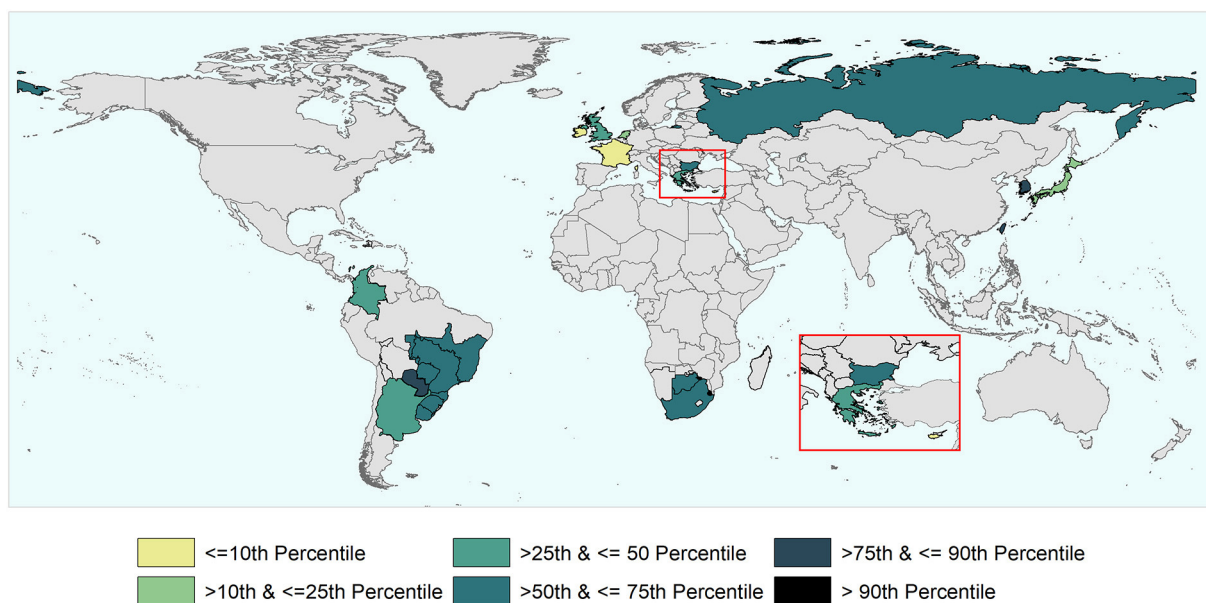 <=10th Percentile
>25th & <= 50 Percentile
>75th & <= 90th Percentile
>10th & <=25th Percentile
>50th & <= 75th Percentile
> 90th Percentile